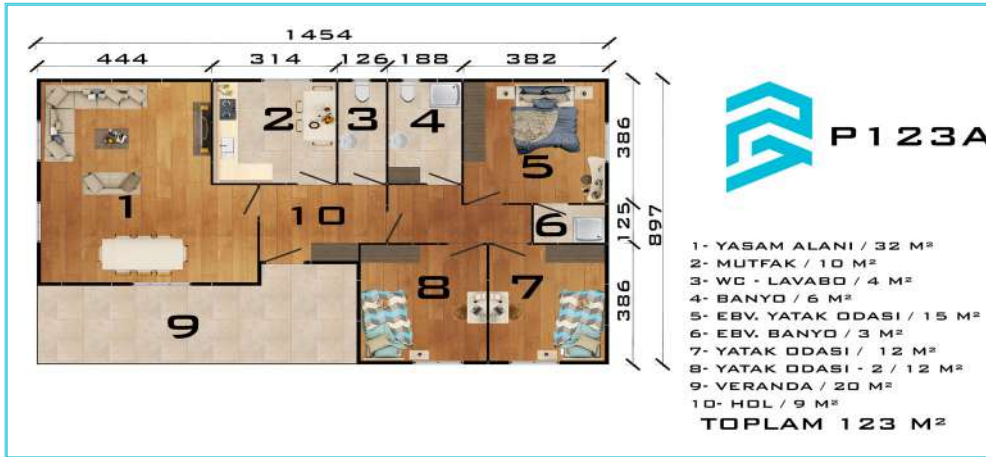 1454
444 314 126 188 382
386
125
386
897
1
2
3
4
5
6
7
8
9
10
P123A
1- YASAM ALANI / 32 M²
2- MUTFAK / 10 M²
3- WC - LAVABO / 4 M²
4- BANYO / 6 M²
5- EBV. YATAK ODASI / 15 M²
6- EBV. BANYO / 3 M²
7- YATAK ODASI / 12 M²
8- YATAK ODASI - 2 / 12 M²
9- VERANDA / 20 M²
10- HOL / 9 M²
TOPLAM 123 M²